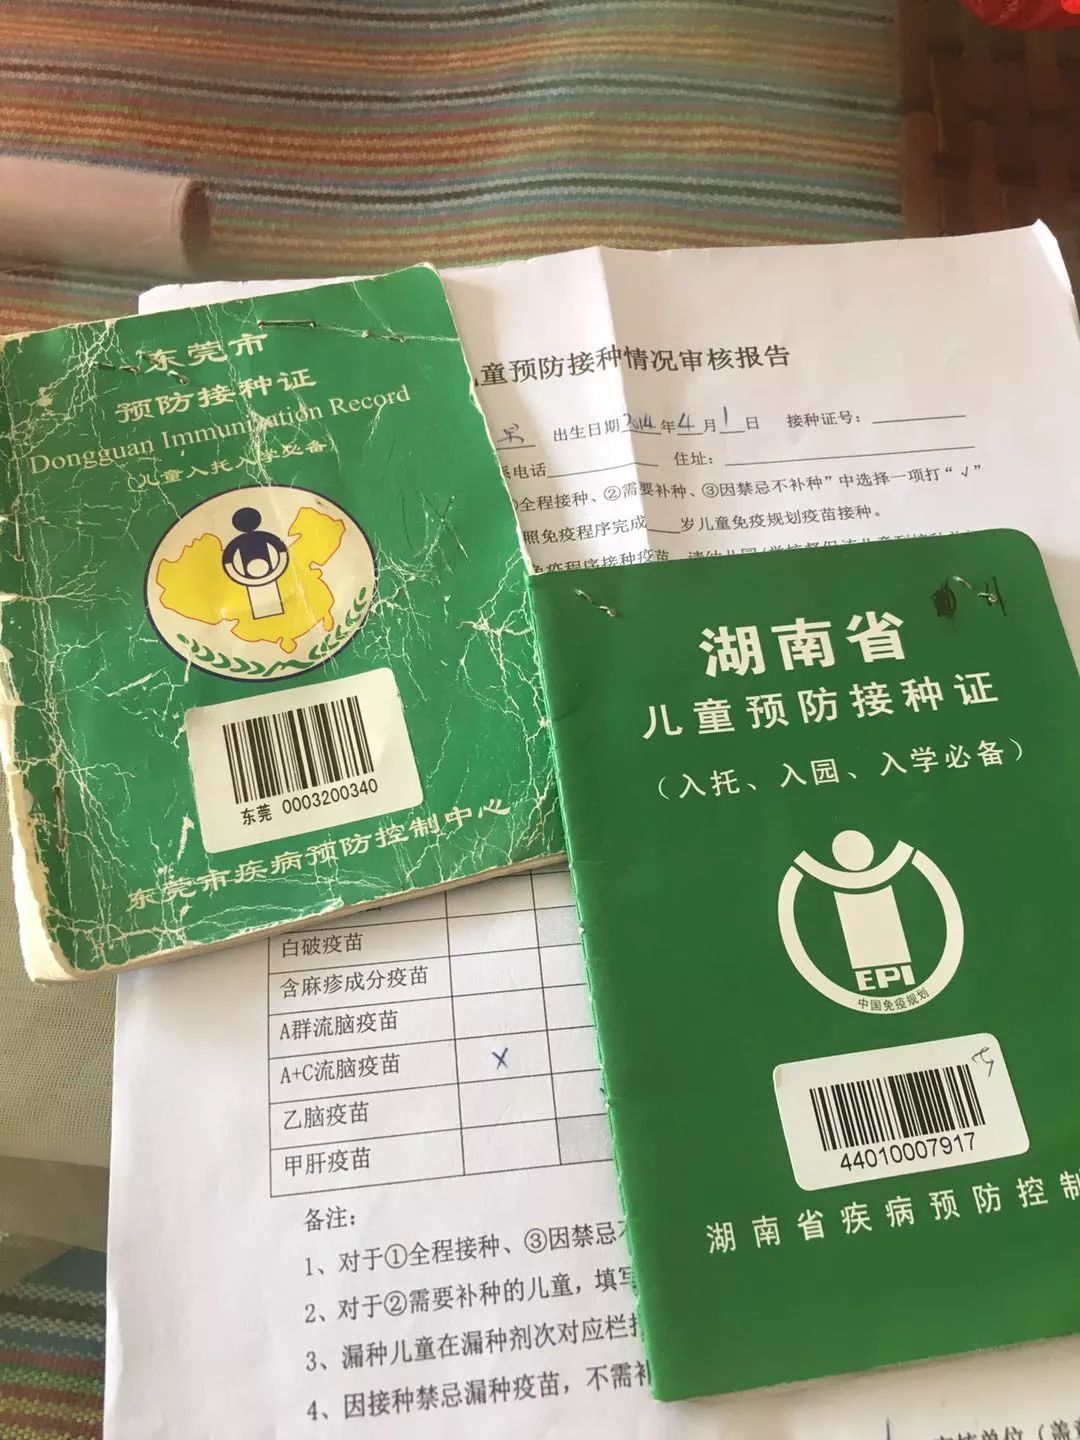 东莞市
预防接种证
Dongguan Immunization Record
(儿童入托入学必备)
东莞 0003200340
东莞市疾病预防控制中心
儿童预防接种情况审核报告
出生日期2014年4月1日 接种证号:
电话 住址:
全程接种、②需要补种、③因禁忌不补种”中选择一项打“√”
照免疫程序完成 岁儿童免疫规划疫苗接种。
免疫程序接种疫苗
湖南省
儿童预防接种证
(入托、入园、入学必备)
EPI
中国免疫规划
44010007917
湖南省疾病预防控制
白破疫苗
含麻疹成分疫苗
A群流脑疫苗
A+C流脑疫苗 X
乙脑疫苗
甲肝疫苗
备注:
1、对于①全程接种、③因禁忌不
2、对于②需要补种的儿童，填写
3、漏种儿童在漏种剂次对应栏打
4、因接种禁忌漏种疫苗，不需补